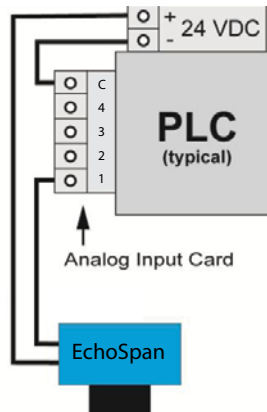 + 24 VDC
-
C
4
3
2
1
PLC
(typical)
Analog Input Card
EchoSpan